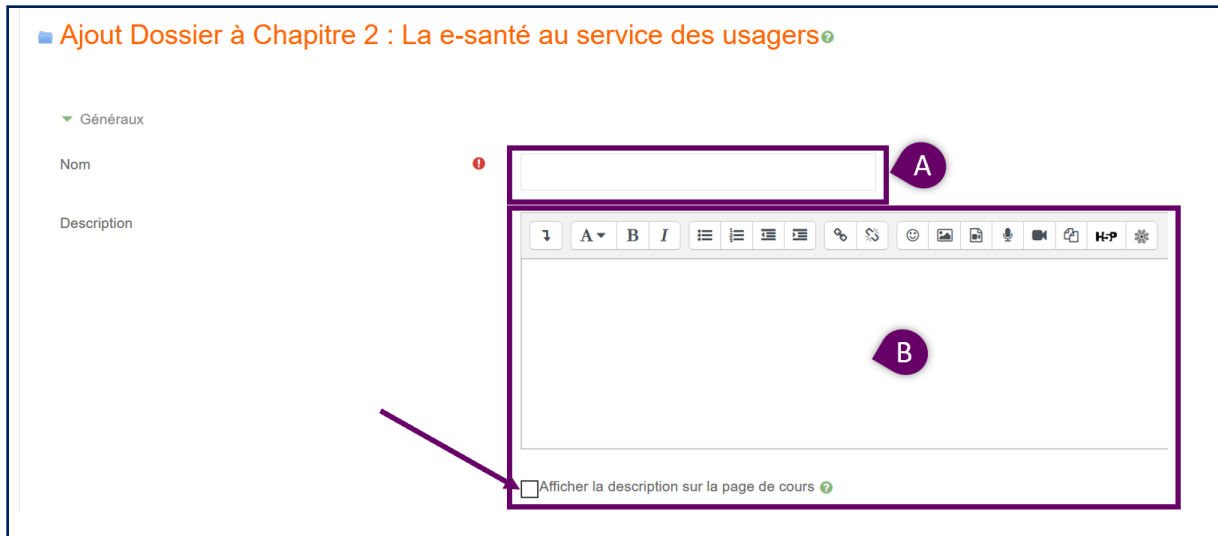 Ajout Dossier à Chapitre 2 : La e-santé au service des usagers
Généraux
Nom
A
Description
A B I H-P
B
Afficher la description sur la page de cours